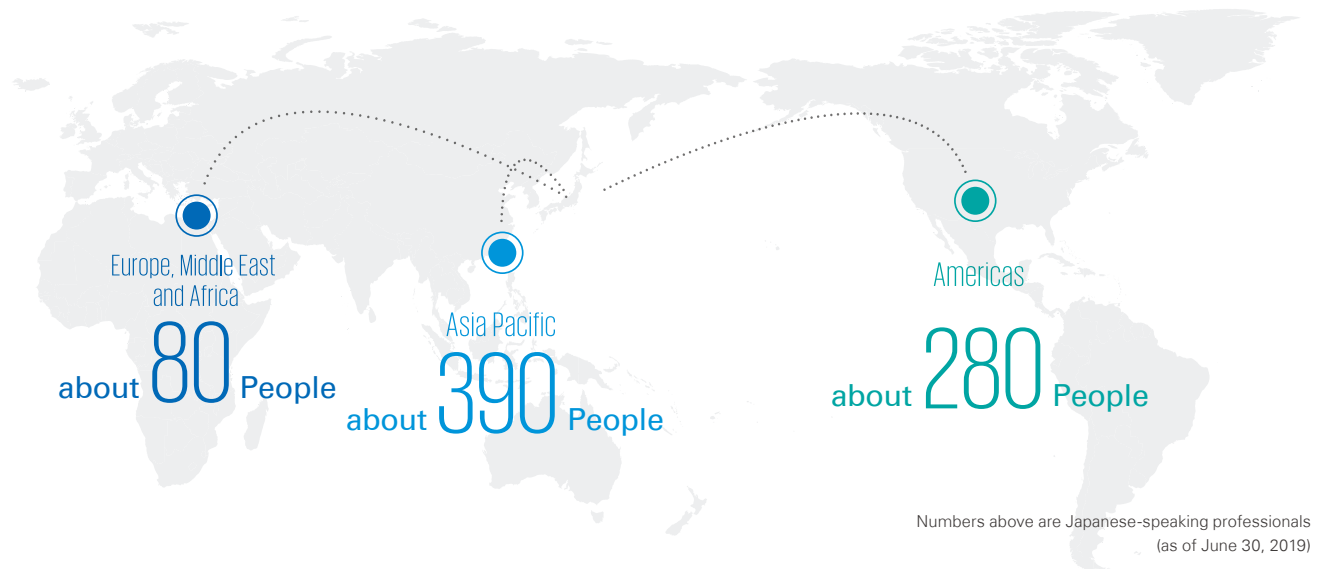 Europe, Middle East
and Africa
about 80 People
Asia Pacific
about 390 People
Americas
about 280 People
Numbers above are Japanese-speaking professionals
(as of June 30, 2019)